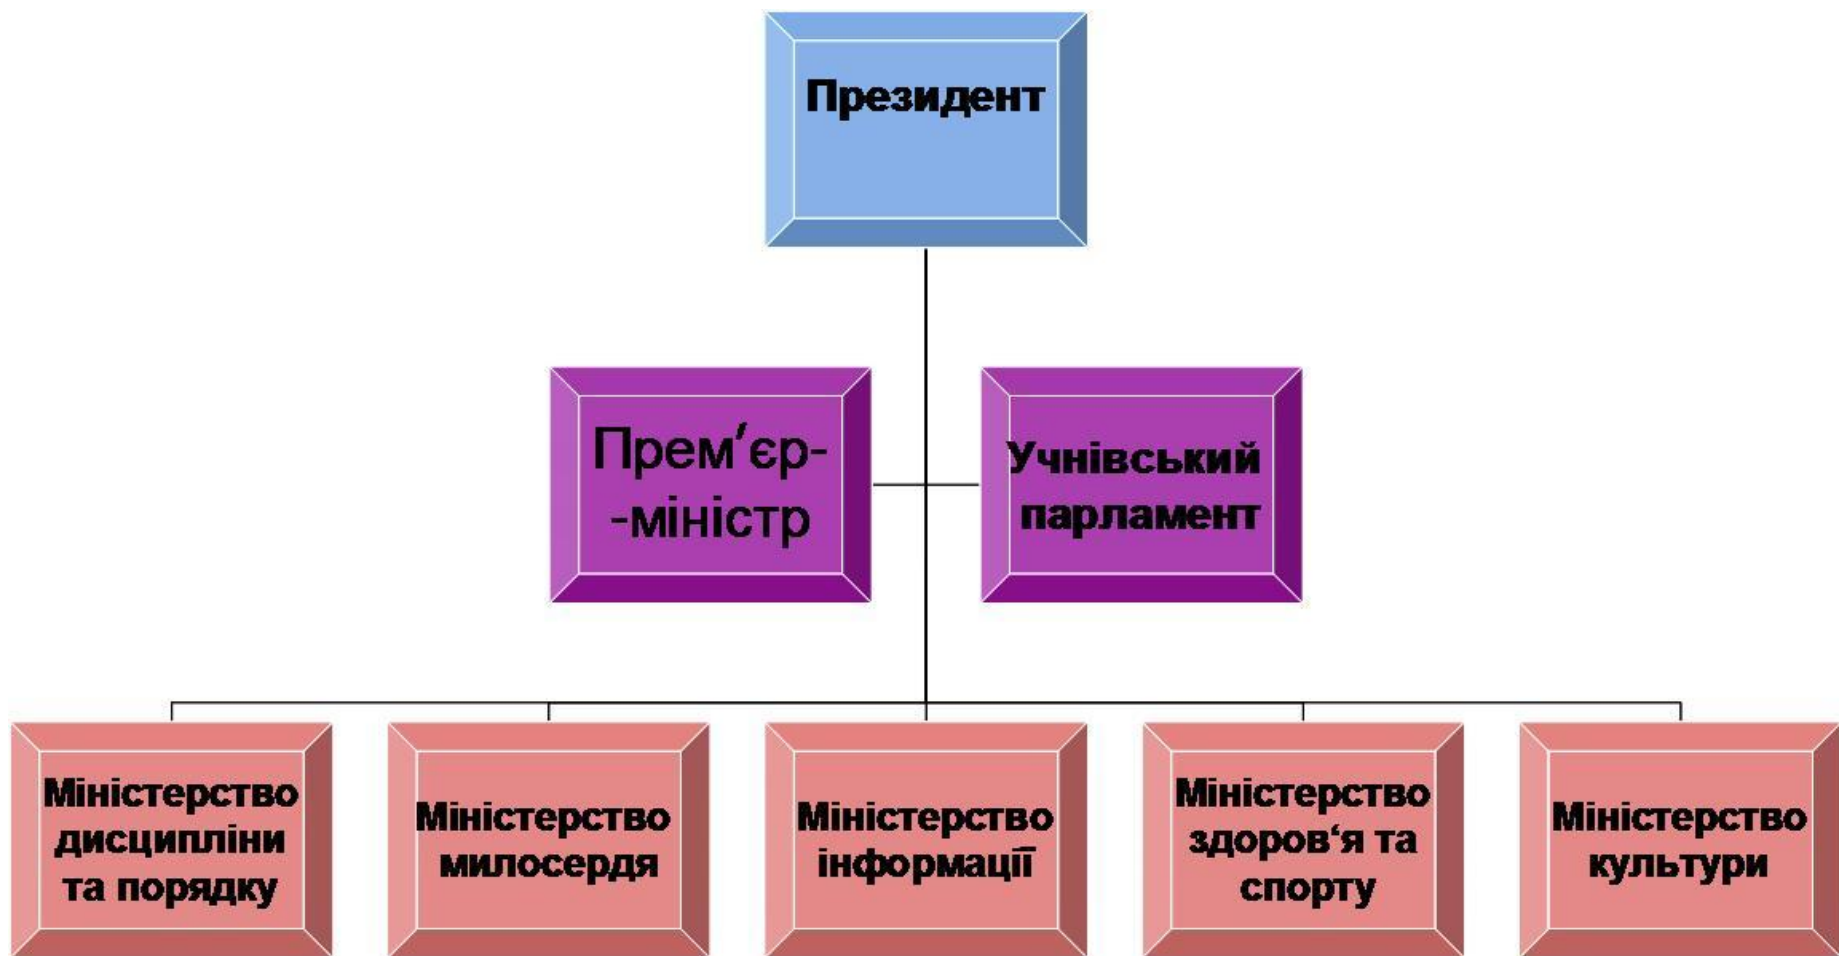 Президент
Прем′єр-
-міністр
Учнівський
парламент
Міністерство
дисципліни
та порядку
Міністерство
милосердя
Міністерство
інформації
Міністерство
здоров‘я та
спорту
Міністерство
культури